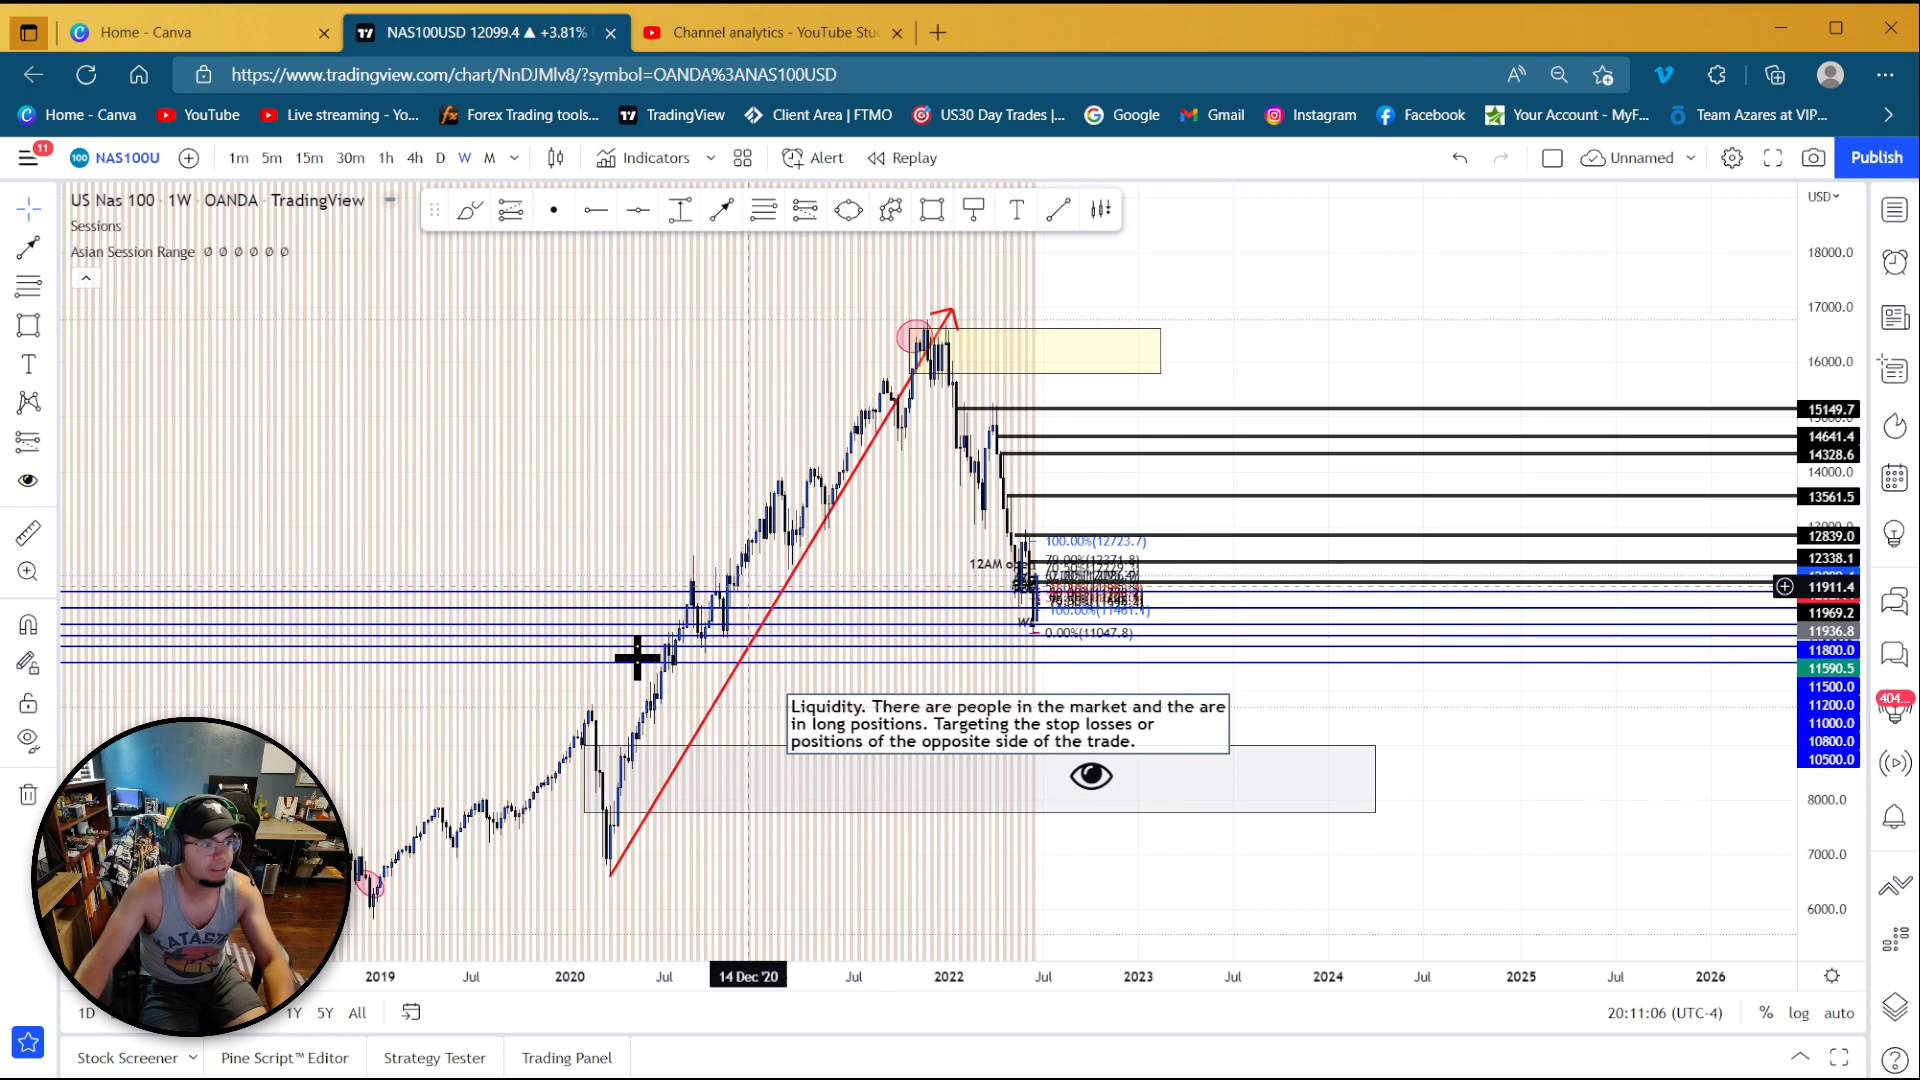 Home - Canva
NAS100USD 12099.4 ▲ +3.81%
Channel analytics - YouTube Stu
https://www.tradingview.com/chart/NnDJMlv8/?symbol=OANDA%3ANAS100USD
Home - Canva
YouTube
Live streaming - Yo...
Forex Trading tools...
TradingView
Client Area | FTMO
US30 Day Trades |...
Google
Gmail
Instagram
Facebook
Your Account - MyF...
Team Azares at VIP...
11
100
NAS100U
1m 5m 15m 30m 1h 4h D W M
Indicators
Alert
Replay
Unnamed
Publish
US Nas 100 · 1W · OANDA · TradingView
Sessions
Asian Session Range ∅ ∅ ∅ ∅ ∅ ∅
USD
18000.0
17000.0
16000.0
15149.7
14641.4
14328.6
14000.0
13561.5
12839.0
12338.1
11911.4
11969.2
11936.8
11800.0
11590.5
11500.0
11200.0
11000.0
10800.0
10500.0
8000.0
7000.0
6000.0
100.00%(12723.7)
12AM open
0.00%(11047.8)
Liquidity. There are people in the market and the are
in long positions. Targeting the stop losses or
positions of the opposite side of the trade.
404...
2019 Jul 2020 Jul 14 Dec '20 Jul 2022 Jul 2023 Jul 2024 Jul 2025 Jul 2026
1D 1Y 5Y All
20:11:06 (UTC-4) % log auto
Stock Screener
Pine Script™ Editor
Strategy Tester
Trading Panel